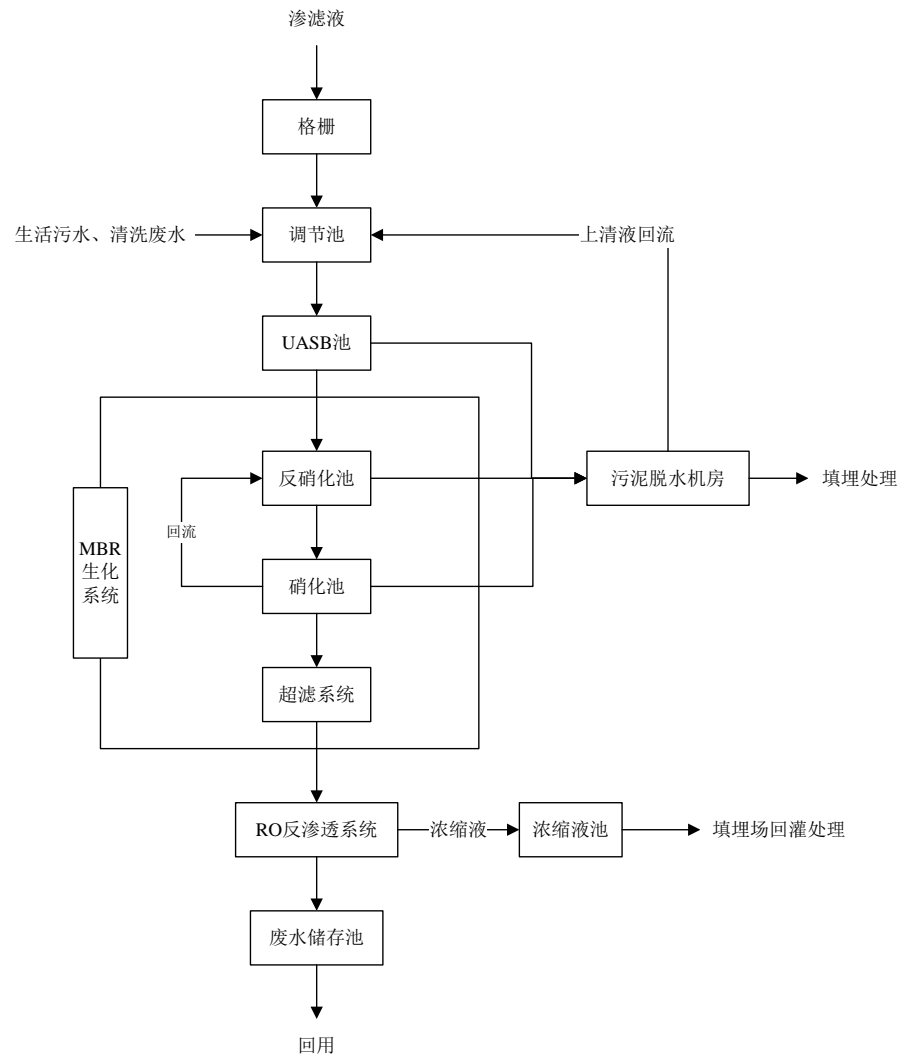 渗滤液
格栅
生活污水、清洗废水
调节池
上清液回流
UASB池
反硝化池
污泥脱水机房
填埋处理
回流
MBR
生化
系统
硝化池
超滤系统
RO反渗透系统
浓缩液
浓缩液池
填埋场回灌处理
废水储存池
回用